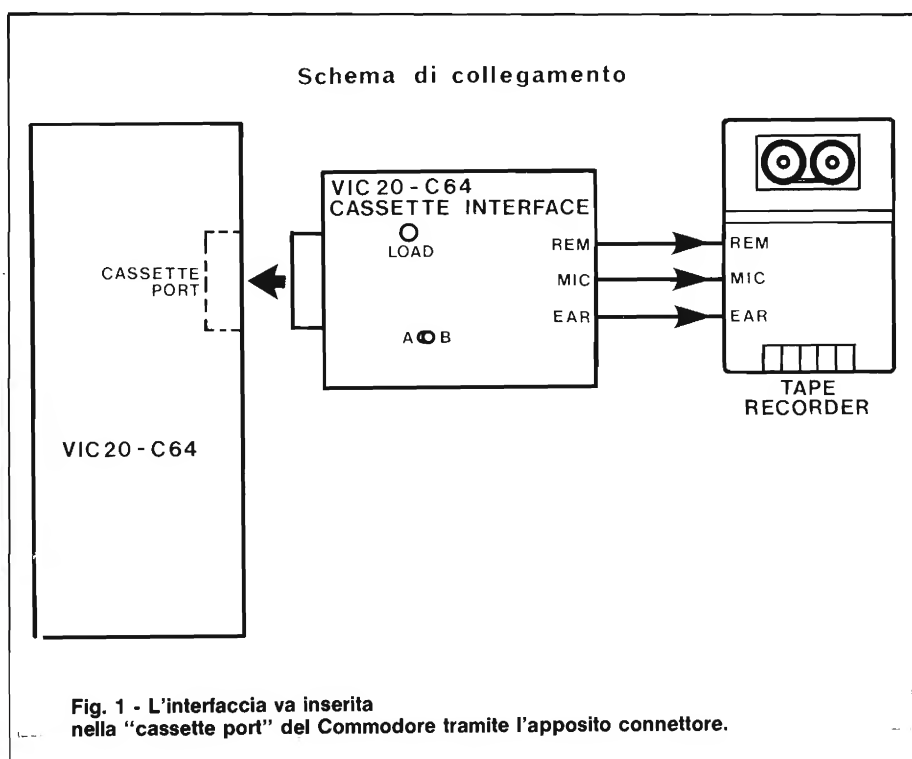 Schema di collegamento
VIC 20 - C64
CASSETTE INTERFACE
LOAD
REM
MIC
EAR
A B
CASSETTE
PORT
VIC 20 - C64
REM
MIC
EAR
TAPE
RECORDER
Fig. 1 - L'interfaccia va inserita
nella "cassette port" del Commodore tramite l'apposito connettore.